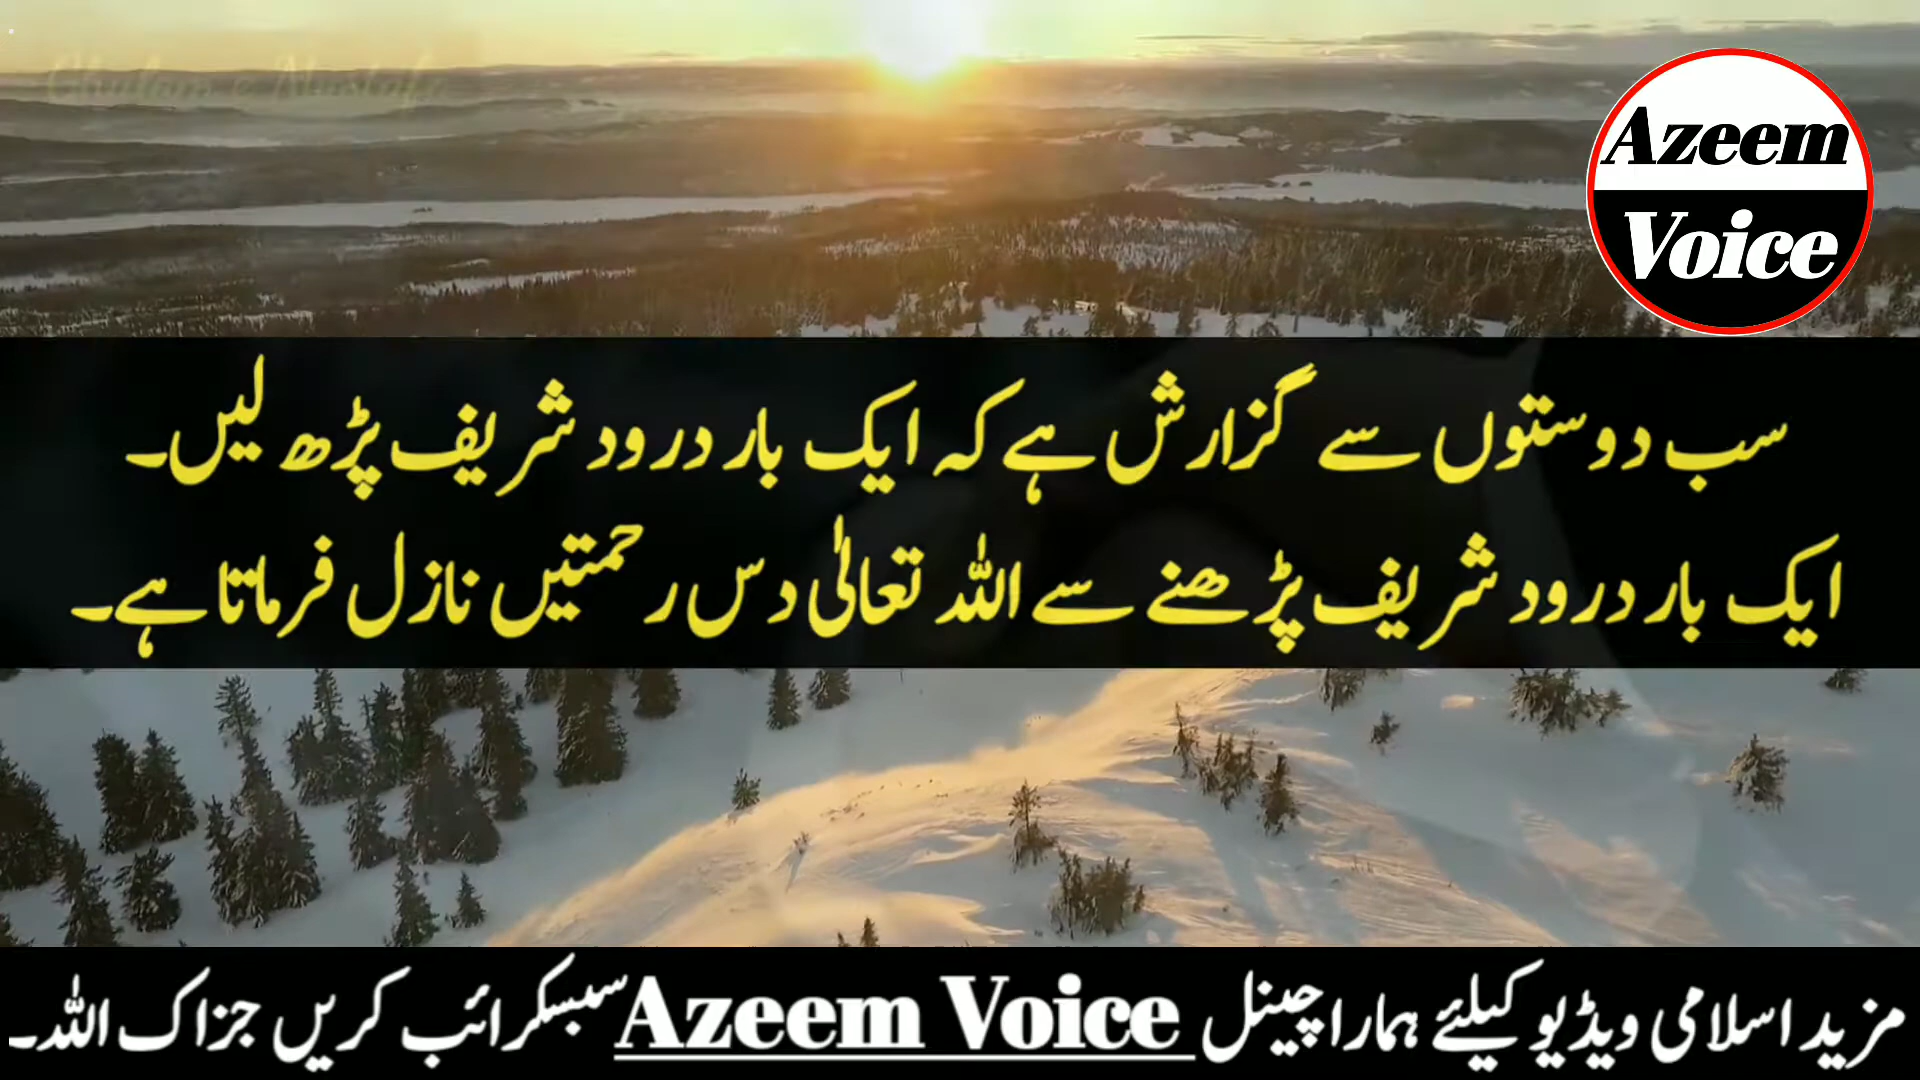 Azeem
Voice
سب دوستوں سے گزارش ہے کہ ایک بار درود شریف پڑھ لیں۔
ایک بار درود شریف پڑھنے سے اللہ تعالیٰ دس رحمتیں نازل فرماتا ہے۔
مزید اسلامی ویڈیو کیلئے ہمارا چینل Azeem Voice سبسکرائب کریں جزاک اللہ۔